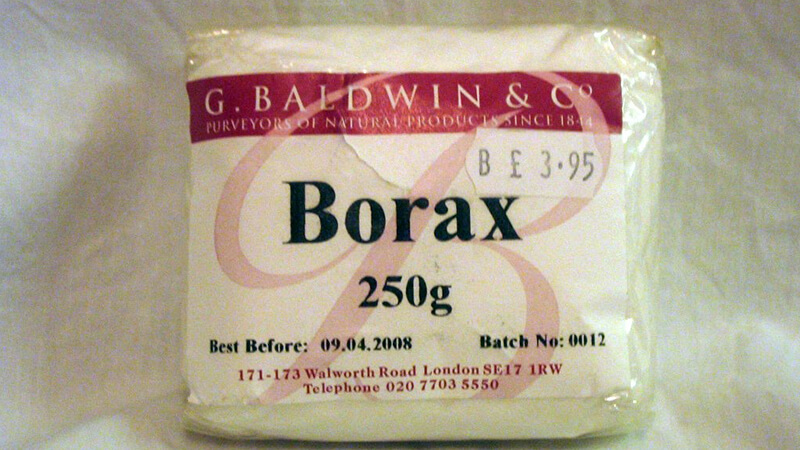 G. BALDWIN & Cº
PURVEYORS OF NATURAL PRODUCTS SINCE 1844
B £ 3.95
Borax
250g
Best Before: 09.04.2008 Batch No: 0012
171-173 Walworth Road London SE17 1RW
Telephone 020 7703 5550